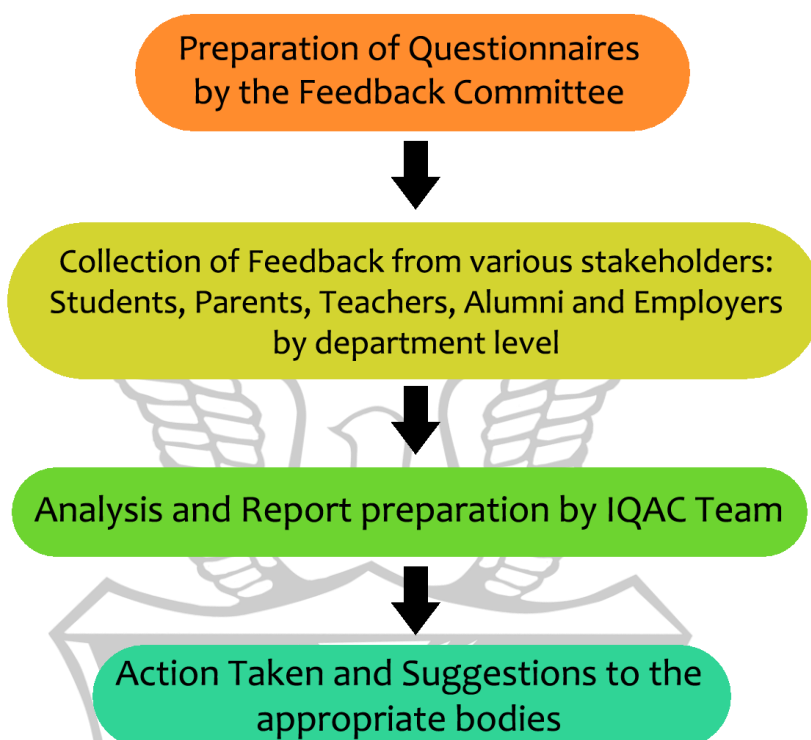 Preparation of Questionnaires
by the Feedback Committee
Collection of Feedback from various stakeholders:
Students, Parents, Teachers, Alumni and Employers
by department level
Analysis and Report preparation by IQAC Team
Action Taken and Suggestions to the
appropriate bodies